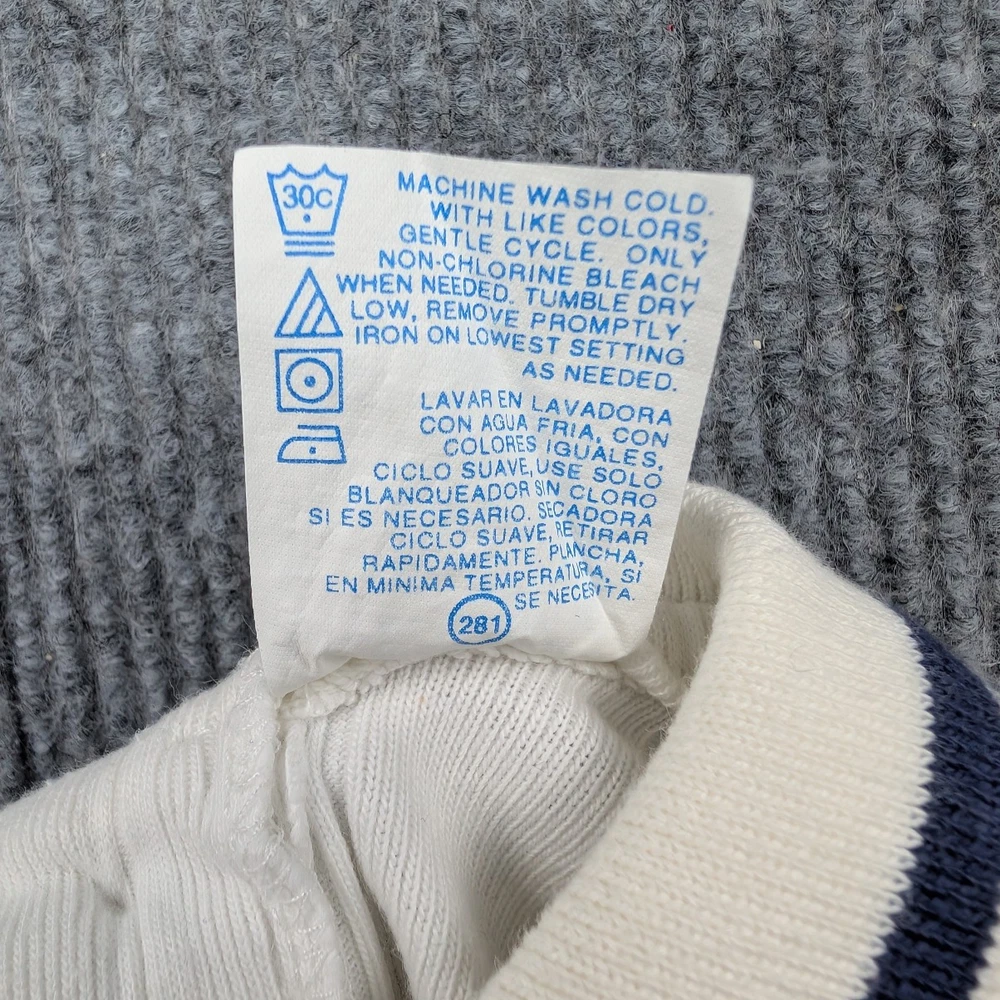 30C
MACHINE WASH COLD.
WITH LIKE COLORS,
GENTLE CYCLE. ONLY
NON-CHLORINE BLEACH
WHEN NEEDED. TUMBLE DRY
LOW, REMOVE PROMPTLY.
IRON ON LOWEST SETTING
AS NEEDED.
LAVAR EN LAVADORA
CON AGUA FRIA, CON
COLORES IGUALES,
CICLO SUAVE, USE SOLO
BLANQUEADOR SIN CLORO
SI ES NECESARIO. SECADORA
CICLO SUAVE, RETIRAR
RAPIDAMENTE. PLANCHA,
EN MINIMA TEMPERATURA, SI
SE NECESITA.
281